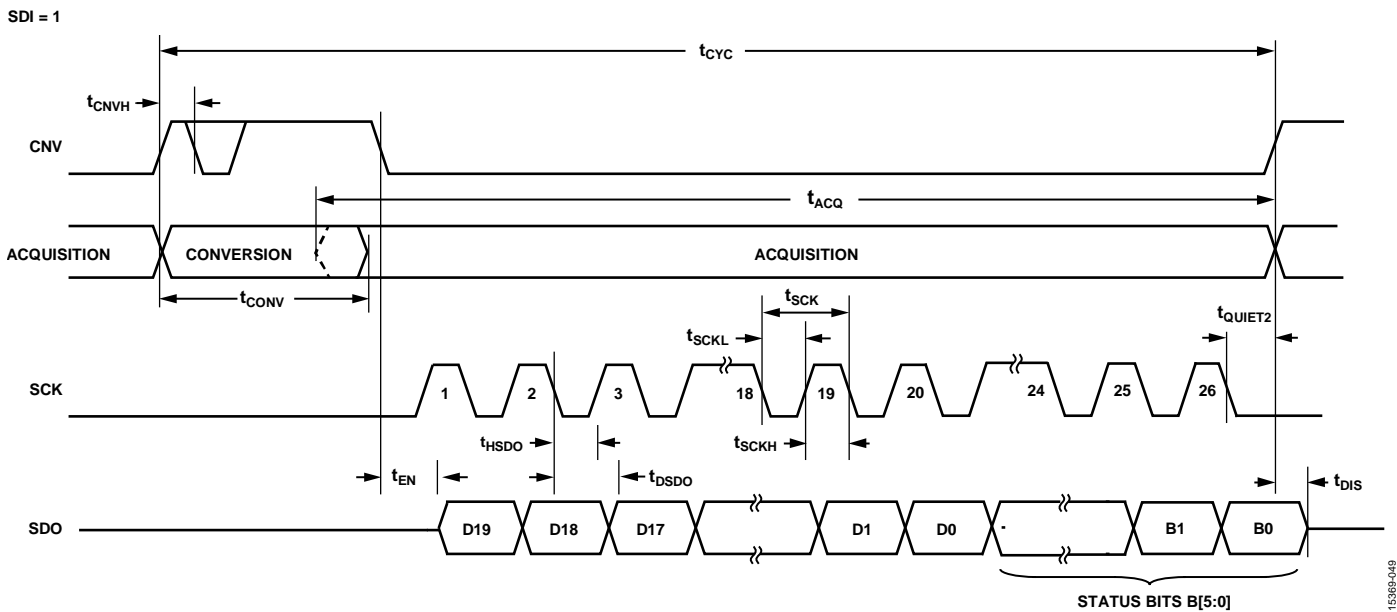 SDI = 1
tCYC
tCNVH
CNV
tACQ
ACQUISITION
CONVERSION
ACQUISITION
tCONV
tSCK
tQUIET2
tSCKL
SCK
1
2
3
18
19
20
24
25
26
tHSDO
tSCKH
tEN
tDSDO
tDIS
SDO
D19
D18
D17
D1
D0
B1
B0
STATUS BITS B[5:0]
15369-049